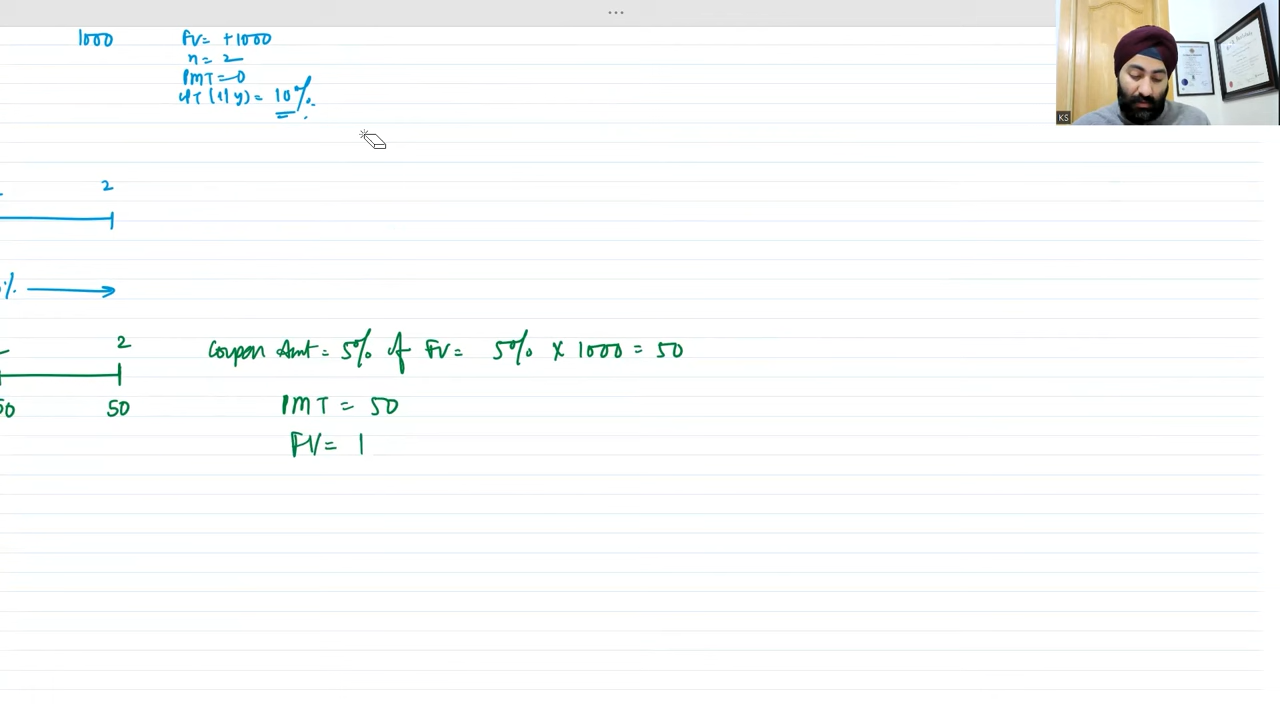 1000 FV = +1000
n = 2
PMT = 0
(I/Y) = 10%
2
%
2
Coupon Amt = 5% of FV = 5% x 1000 = 50
50 PMT = 50
FV = 1
KS